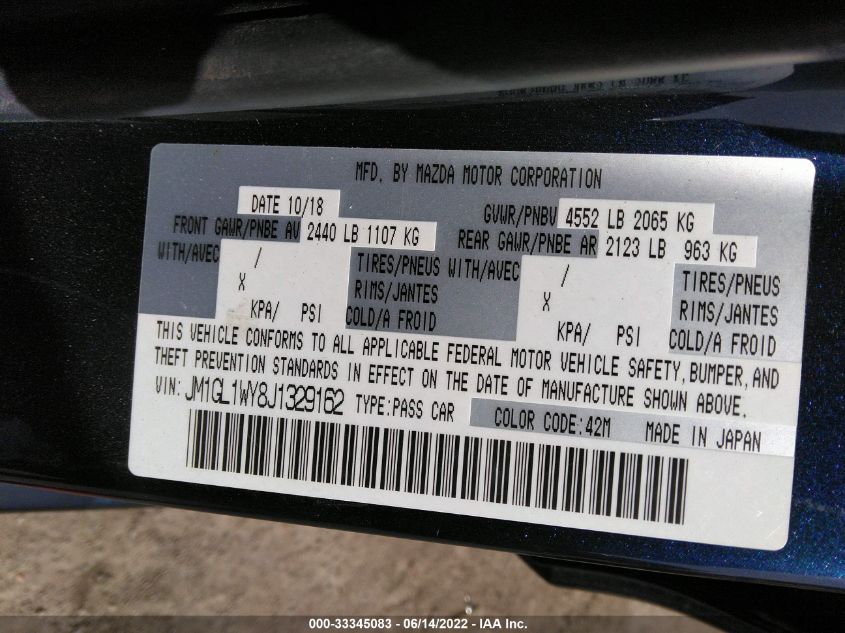 MFD. BY MAZDA MOTOR CORPORATION
DATE 10/18 GVWR/PNBV 4552 LB 2065 KG
FRONT GAWR/PNBE AV 2440 LB 1107 KG REAR GAWR/PNBE AR 2123 LB 963 KG
WITH/AVEC / TIRES/PNEUS WITH/AVEC / TIRES/PNEUS
X RIMS/JANTES X RIMS/JANTES
KPA/ PSI COLD/A FROID KPA/ PSI COLD/A FROID
THIS VEHICLE CONFORMS TO ALL APPLICABLE FEDERAL MOTOR VEHICLE SAFETY, BUMPER, AND
THEFT PREVENTION STANDARDS IN EFFECT ON THE DATE OF MANUFACTURE SHOWN ABOVE.
VIN: JM1GL1WY8J1329162 TYPE:PASS CAR COLOR CODE:42M MADE IN JAPAN
000-33345083 - 06/14/2022 - IAA Inc.